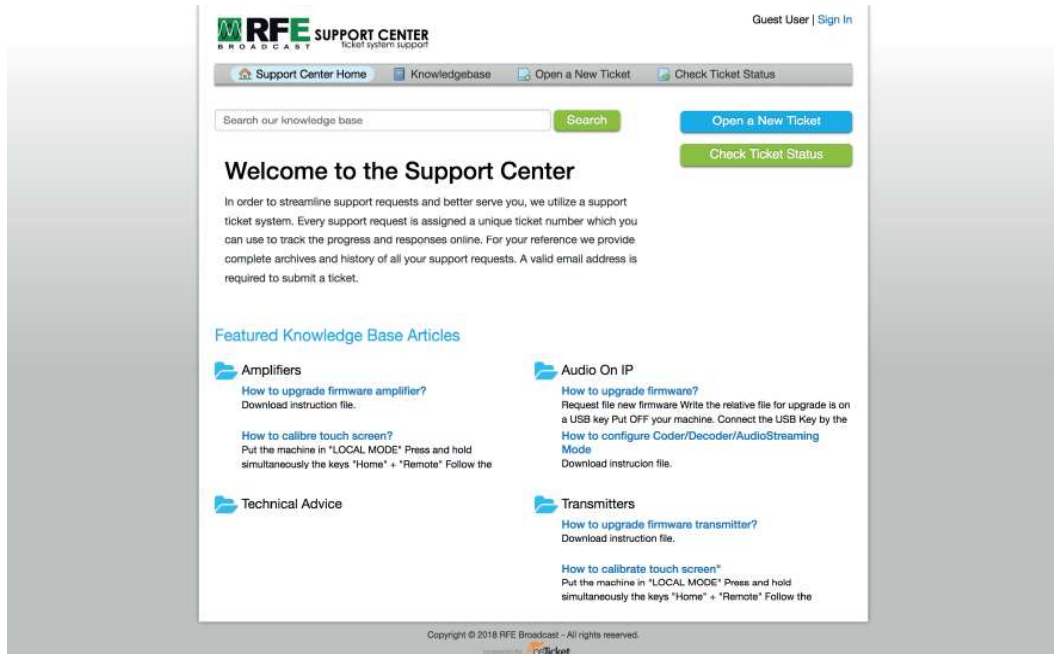 RFE
BROADCAST
SUPPORT CENTER
ticket system support
Guest User | Sign In
Support Center Home
Knowledgebase
Open a New Ticket
Check Ticket Status
Search our knowledge base
Search
Open a New Ticket
Check Ticket Status
Welcome to the Support Center
In order to streamline support requests and better serve you, we utilize a support
ticket system. Every support request is assigned a unique ticket number which you
can use to track the progress and responses online. For your reference we provide
complete archives and history of all your support requests. A valid email address is
required to submit a ticket.
Featured Knowledge Base Articles
Amplifiers
How to upgrade firmware amplifier?
Download instruction file.
How to calibre touch screen?
Put the machine in "LOCAL MODE" Press and hold
simultaneously the keys "Home" + "Remote" Follow the
Audio On IP
How to upgrade firmware?
Request file new firmware Write the relative file for upgrade is on
a USB key Put OFF your machine. Connect the USB Key by the
How to configure Coder/Decoder/AudioStreaming
Mode
Download instrucion file.
Technical Advice
Transmitters
How to upgrade firmware transmitter?
Download instruction file.
How to calibrate touch screen"
Put the machine in "LOCAL MODE" Press and hold
simultaneously the keys "Home" + "Remote" Follow the
Copyright © 2018 RFE Broadcast - All rights reserved.